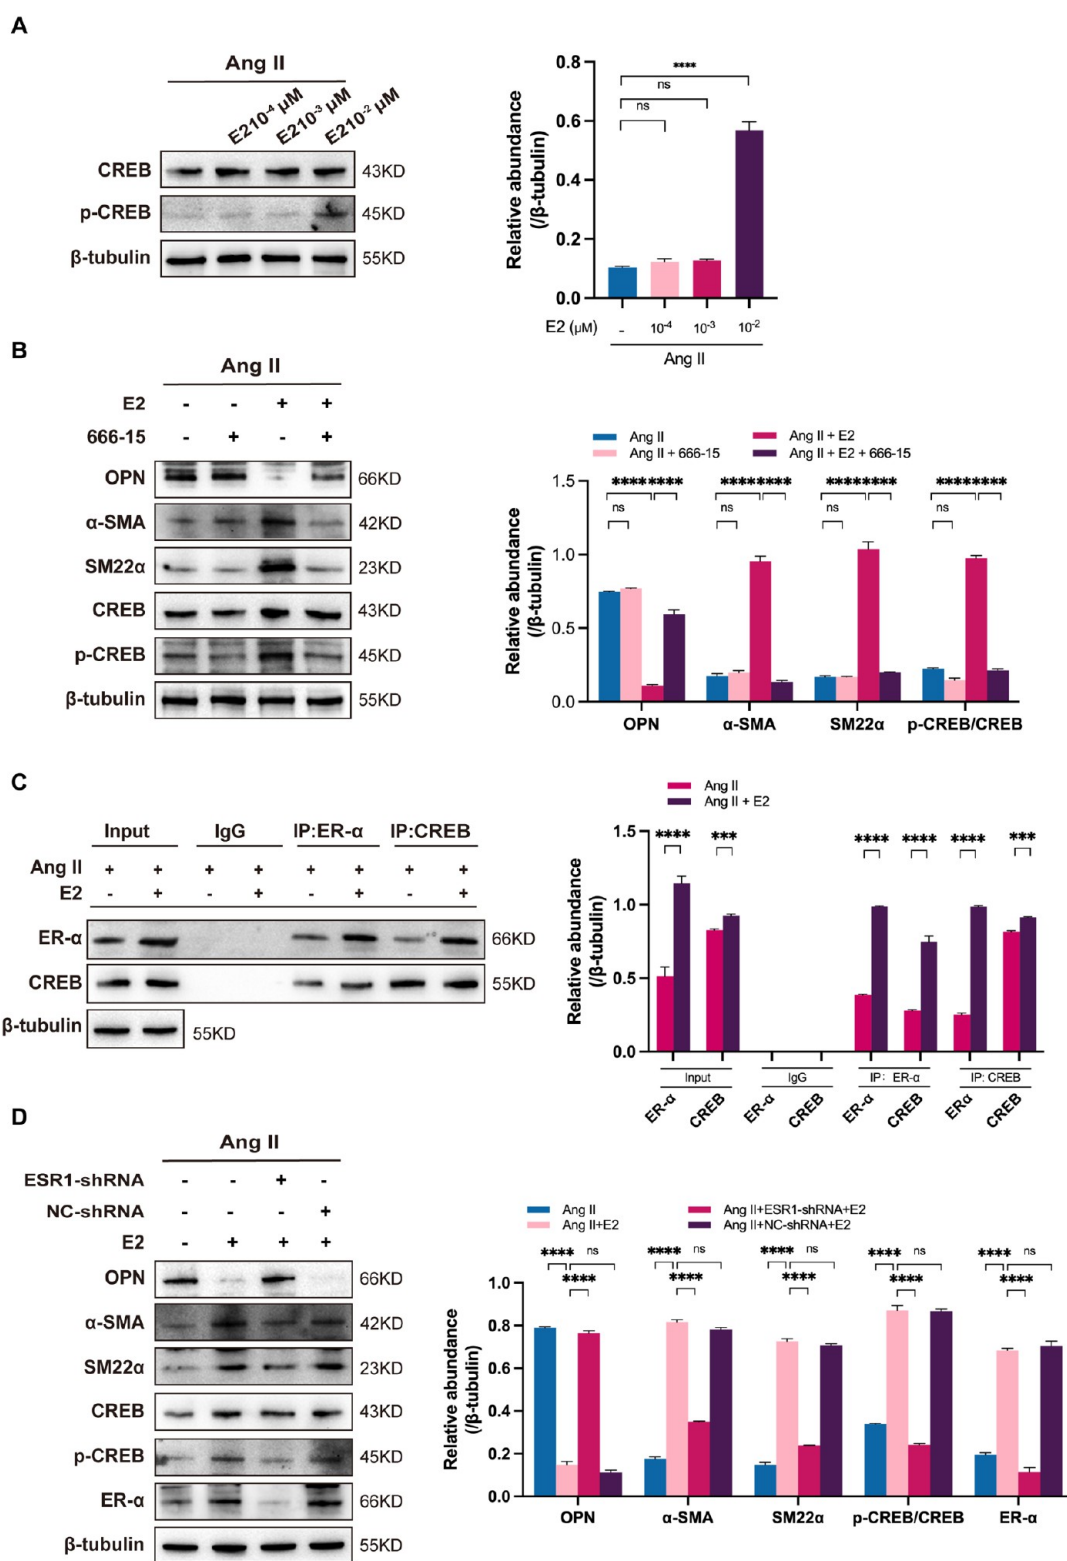 A
Ang II
E210-4 μM
E210-3 μM
E210-2 μM
CREB
43KD
p-CREB
45KD
β-tubulin
55KD
Relative abundance
(/β-tubulin)
0.8
0.6
0.4
0.2
0.0
****
ns
ns
E2 (μM)
-
10-4
10-3
10-2
Ang II
B
Ang II
E2 - - + +
666-15 - + - +
OPN 66KD
α-SMA 42KD
SM22α 23KD
CREB 43KD
p-CREB 45KD
β-tubulin 55KD
Ang II
Ang II + 666-15
Ang II + E2
Ang II + E2 + 666-15
Relative abundance
(/β-tubulin)
1.5
1.0
0.5
0.0
******** ******** ******** ********
ns ns ns ns
OPN α-SMA SM22α p-CREB/CREB
C
Input IgG IP:ER-α IP:CREB
Ang II + + + + + + + +
E2 - + - + - + - +
ER-α 66KD
CREB 55KD
β-tubulin 55KD
Ang II
Ang II + E2
Relative abundance
(/β-tubulin)
1.5
1.0
0.5
0.0
**** *** **** **** **** ***
Input IgG IP: ER-α IP: CREB
ER-α CREB ER-α CREB ER-α CREB ERα CREB
D
Ang II
ESR1-shRNA - - + -
NC-shRNA - - - +
E2 - + + +
OPN 66KD
α-SMA 42KD
SM22α 23KD
CREB 43KD
p-CREB 45KD
ER-α 66KD
β-tubulin 55KD
Ang II
Ang II+E2
Ang II+ESR1-shRNA+E2
Ang II+NC-shRNA+E2
Relative abundance
(/β-tubulin)
1.0
0.8
0.6
0.4
0.2
0.0
**** ns **** ns **** ns **** ns **** ns
**** **** **** **** ****
OPN α-SMA SM22α p-CREB/CREB ER-α